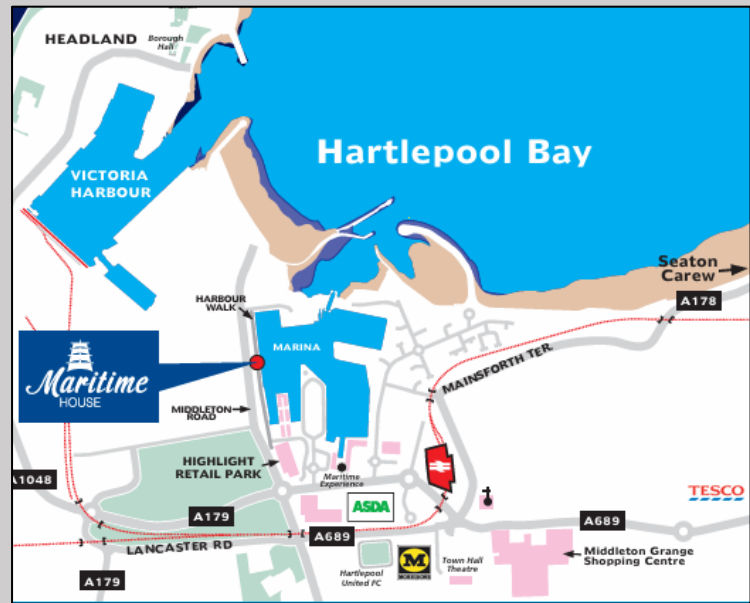 HEADLAND
Borough
Hall
Hartlepool Bay
VICTORIA
HARBOUR
Seaton
Carew
A178
HARBOUR
WALK
MARINA
Maritime
HOUSE
MAINSFORTH TER
MIDDLETON
ROAD
HIGHLIGHT
RETAIL PARK
Maritime
Experience
A1048
TESCO
ASDA
A179
A689
A689
LANCASTER RD
M
MORRISONS
Middleton Grange
Shopping Centre
Town Hall
Theatre
Hartlepool
United FC
A179